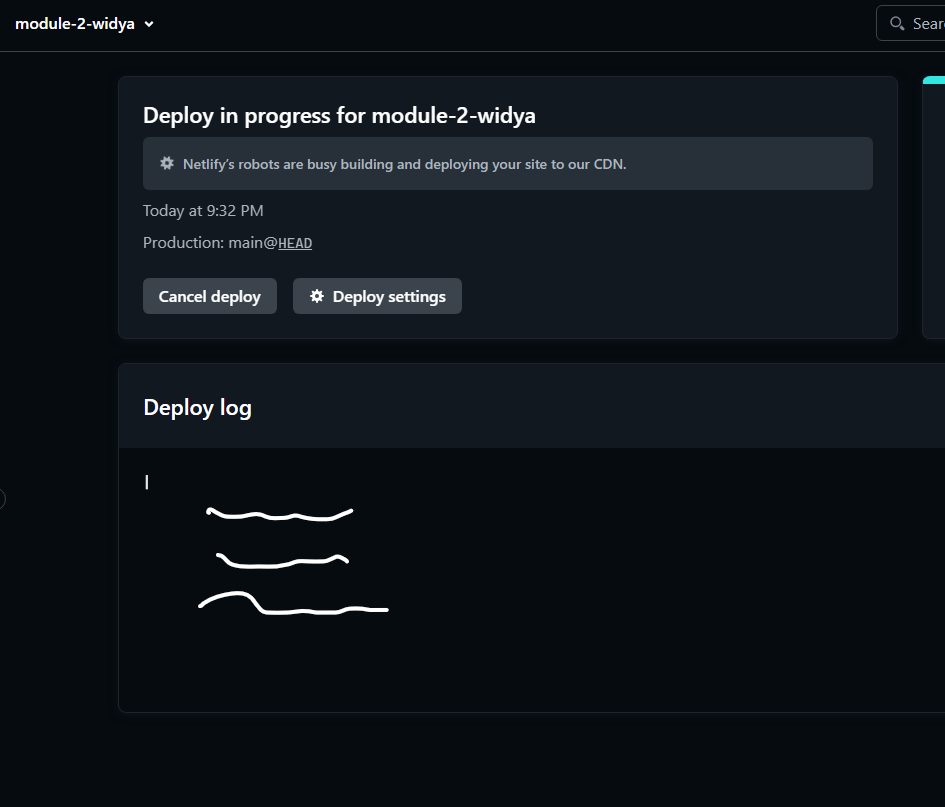 module-2-widya
Sear
Deploy in progress for module-2-widya
Netlify's robots are busy building and deploying your site to our CDN.
Today at 9:32 PM
Production: main@HEAD
Cancel deploy
Deploy settings
Deploy log